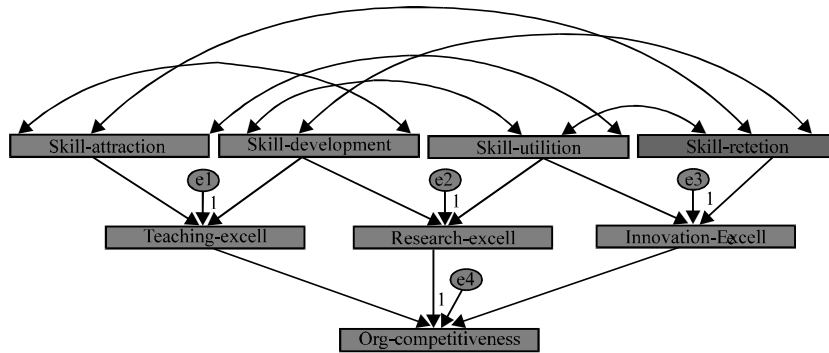 Skill-attraction
Skill-development
Skill-utilition
Skill-retetion
e1
e2
e3
1
1
1
Teaching-excell
Research-excell
Innovation-Excell
e4
1
Org-competitiveness